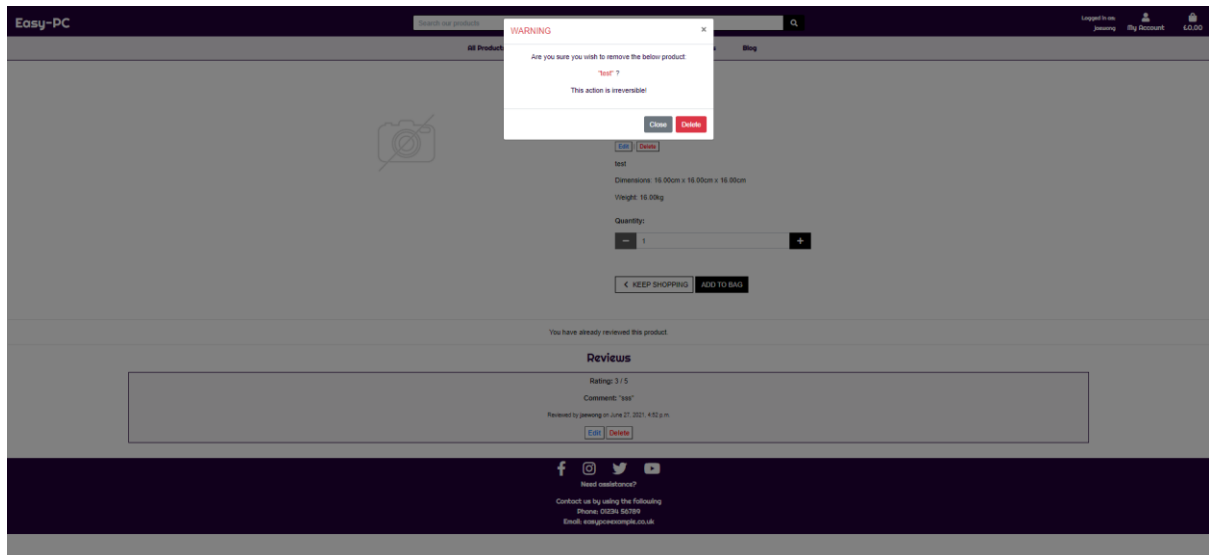 Easy-PC
Search our products
Logged in as:
jaewong
My Account
£0.00
WARNING
×
All Product
Blog
Are you sure you wish to remove the below product:
"test" ?
This action is irreversible!
Close
Delete
Edit
Delete
test
Dimensions: 16.00cm x 16.00cm x 16.00cm
Weight: 16.00kg
Quantity:
1
KEEP SHOPPING
ADD TO BAG
You have already reviewed this product.
Reviews
Rating: 3 / 5
Comment: "sss"
Reviewed by jaewong on June 27, 2021, 4:52 p.m.
Edit
Delete
Need assistance?
Contact us by using the following
Phone: 01234 56789